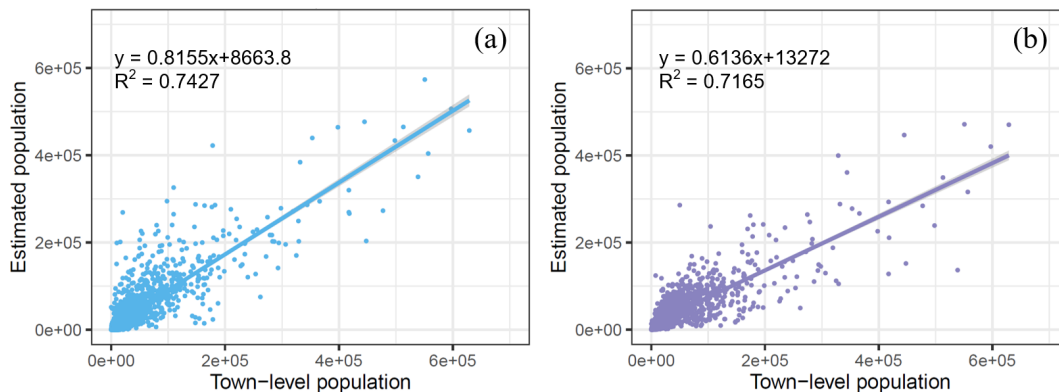 (a)
y = 0.8155x+8663.8
R² = 0.7427
Estimated population
6e+05
4e+05
2e+05
0e+00
0e+00 2e+05 4e+05 6e+05
Town−level population
(b)
y = 0.6136x+13272
R² = 0.7165
Estimated population
6e+05
4e+05
2e+05
0e+00
0e+00 2e+05 4e+05 6e+05
Town−level population